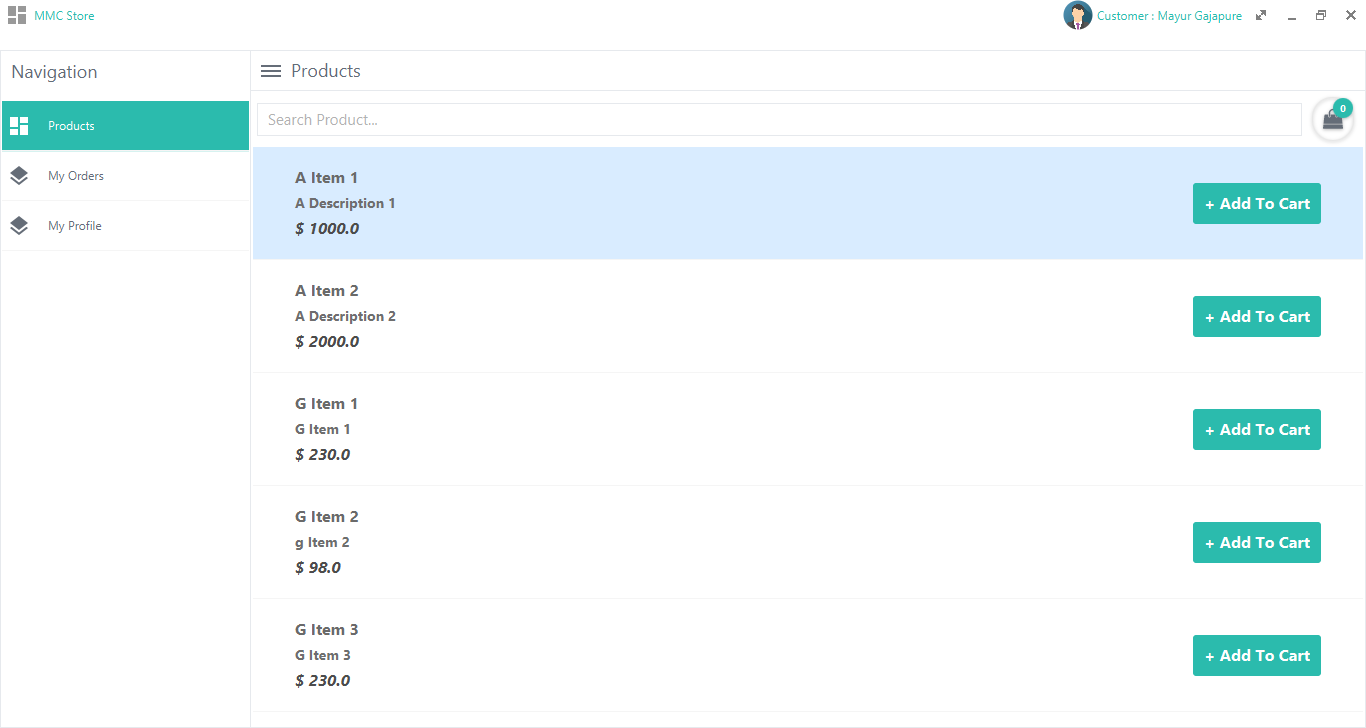 MMC Store
Customer : Mayur Gajapure
Navigation
Products
Products
Search Product...
0
My Orders
My Profile
A Item 1
A Description 1
$ 1000.0
+ Add To Cart
A Item 2
A Description 2
$ 2000.0
+ Add To Cart
G Item 1
G Item 1
$ 230.0
+ Add To Cart
G Item 2
g Item 2
$ 98.0
+ Add To Cart
G Item 3
G Item 3
$ 230.0
+ Add To Cart